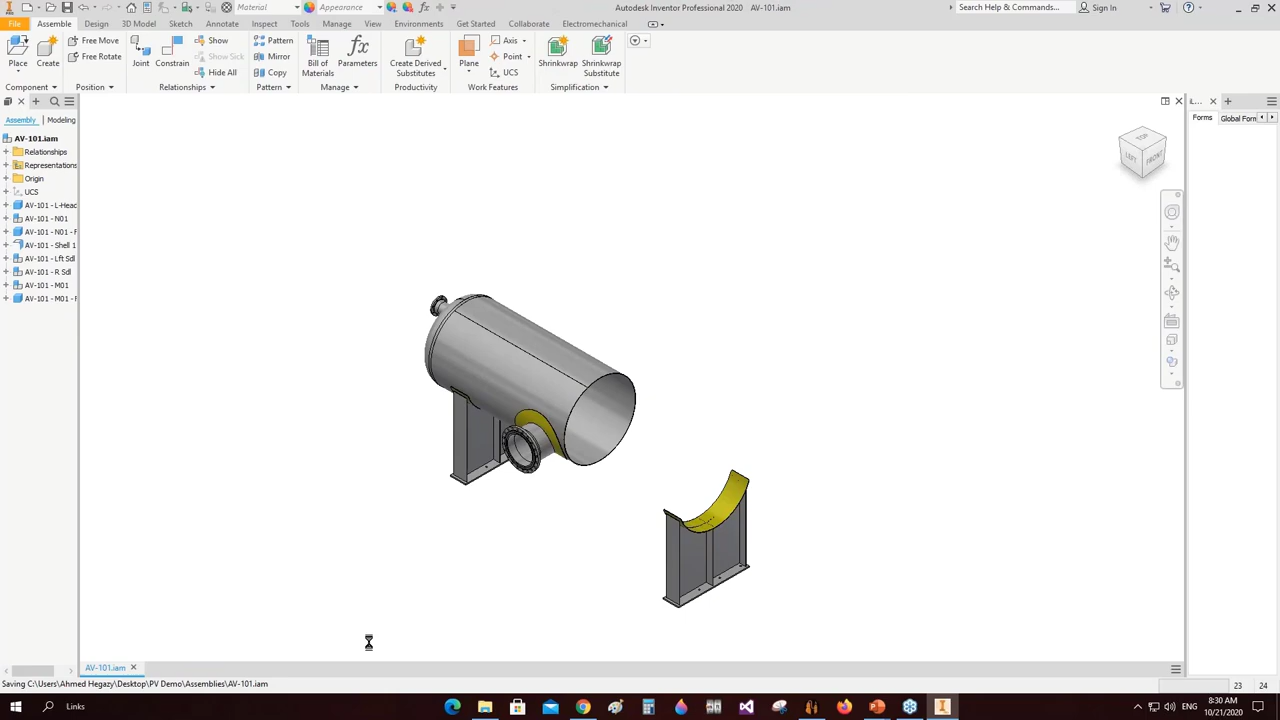 Material
Appearance
Autodesk Inventor Professional 2020 AV-101.iam
Search Help & Commands...
Sign In
File
Assemble
Design
3D Model
Sketch
Annotate
Inspect
Tools
Manage
View
Environments
Get Started
Collaborate
Electromechanical
Place
Create
Free Move
Free Rotate
Joint
Constrain
Show
Show Sick
Hide All
Pattern
Mirror
Copy
Bill of
Materials
fx
Parameters
Create Derived
Substitutes
Plane
Axis
Point
UCS
Shrinkwrap
Shrinkwrap
Substitute
Component
Position
Relationships
Pattern
Manage
Productivity
Work Features
Simplification
Assembly
Modeling
AV-101.iam
Relationships
Representations
Origin
UCS
AV-101 - L-Head
AV-101 - N01
AV-101 - N01 - F
AV-101 - Shell 1
AV-101 - Lft Sdl
AV-101 - R Sdl
AV-101 - M01
AV-101 - M01 - F
iL...
Forms
Global Form
TOP
LEFT
FRONT
AV-101.iam
Saving C:\Users\Ahmed Hegazy\Desktop\PV Demo\Assemblies\AV-101.iam
23
24
Links
ENG
8:30 AM
10/21/2020